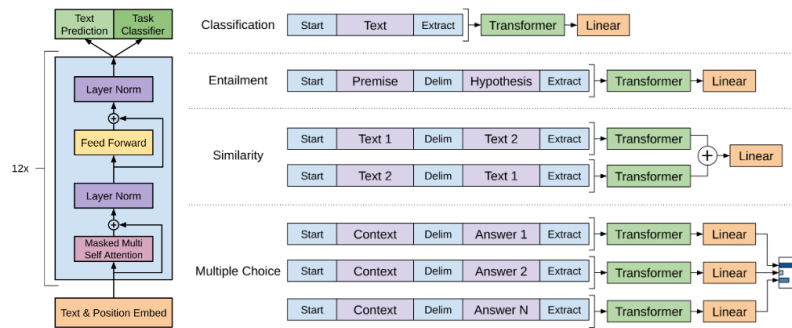 Text
Prediction
Task
Classifier
Layer Norm
+
Feed Forward
12x
Layer Norm
+
Masked Multi
Self Attention
Text & Position Embed
Classification
Start Text Extract Transformer Linear
Entailment
Start Premise Delim Hypothesis Extract Transformer Linear
Similarity
Start Text 1 Delim Text 2 Extract Transformer
+ Linear
Start Text 2 Delim Text 1 Extract Transformer
Multiple Choice
Start Context Delim Answer 1 Extract Transformer Linear
Start Context Delim Answer 2 Extract Transformer Linear
Start Context Delim Answer N Extract Transformer Linear